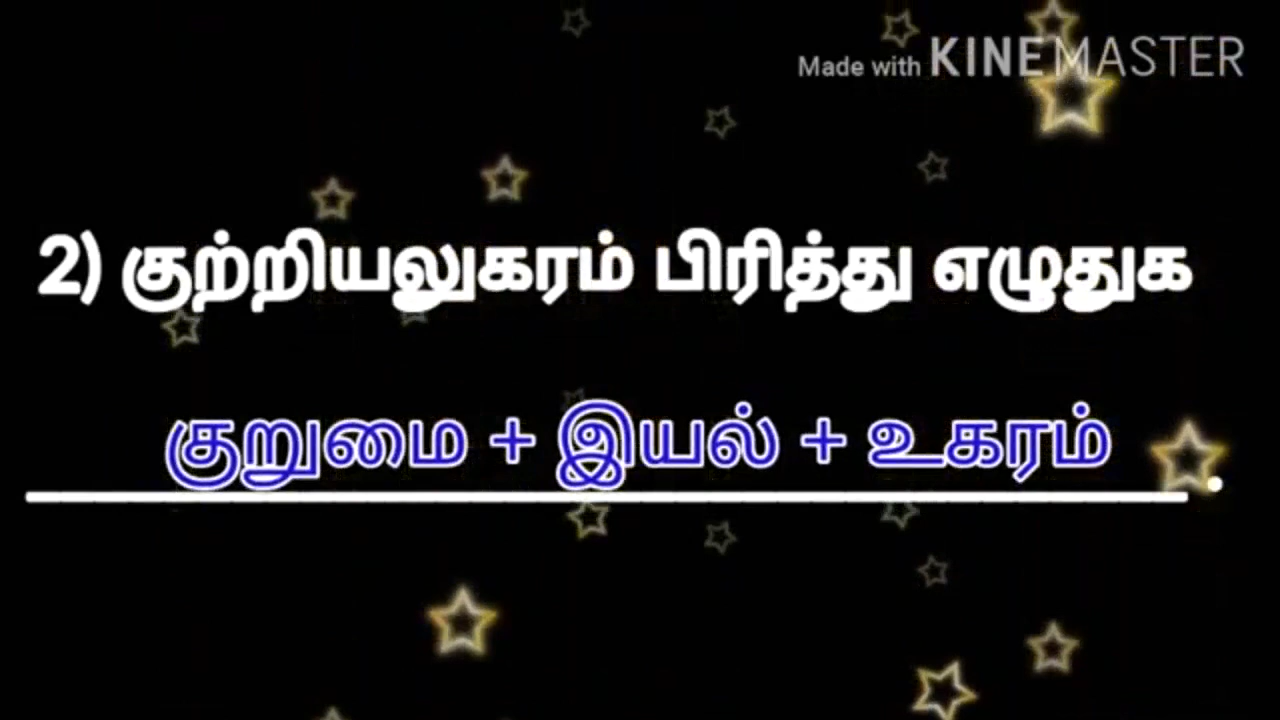 Made with KINEMASTER
2) குற்றியலுகரம் பிரித்து எழுதுக
குறுமை + இயல் + உகரம்
.